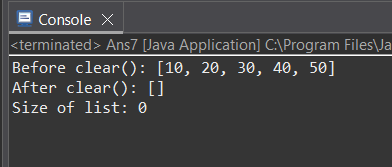 Console
<terminated> Ans7 [Java Application] C:\Program Files\Ja
Before clear(): [10, 20, 30, 40, 50]
After clear(): []
Size of list: 0